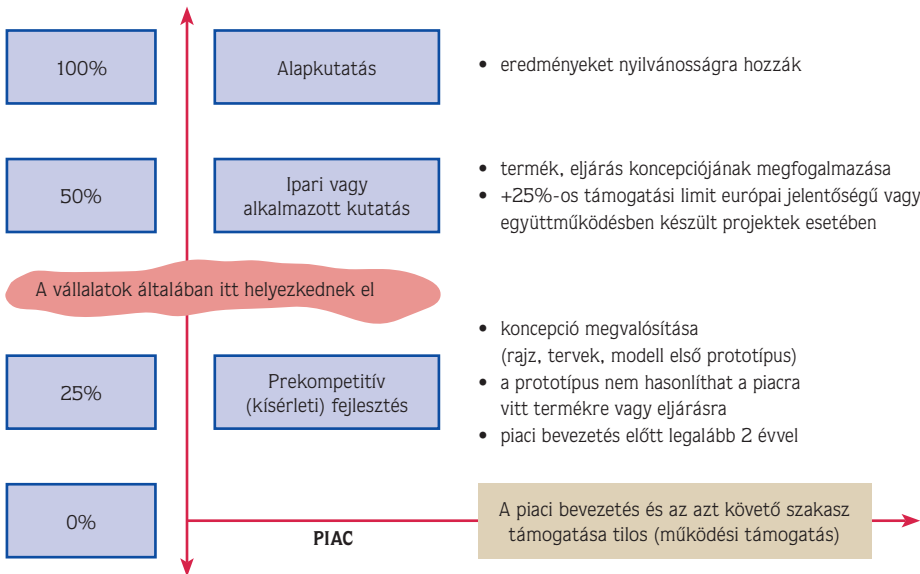 100%
Alapkutatás
• eredményeket nyilvánosságra hozzák
50%
Ipari vagy
alkalmazott kutatás
• termék, eljárás koncepciójának megfogalmazása
• +25%-os támogatási limit európai jelentőségű vagy
együttműködésben készült projektek esetében
A vállalatok általában itt helyezkednek el
25%
Prekompetitív
(kísérleti) fejlesztés
• koncepció megvalósítása
(rajz, tervek, modell első prototípus)
• a prototípus nem hasonlíthat a piacra
vitt termékre vagy eljárásra
• piaci bevezetés előtt legalább 2 évvel
0%
PIAC
A piaci bevezetés és az azt követő szakasz
támogatása tilos (működési támogatás)